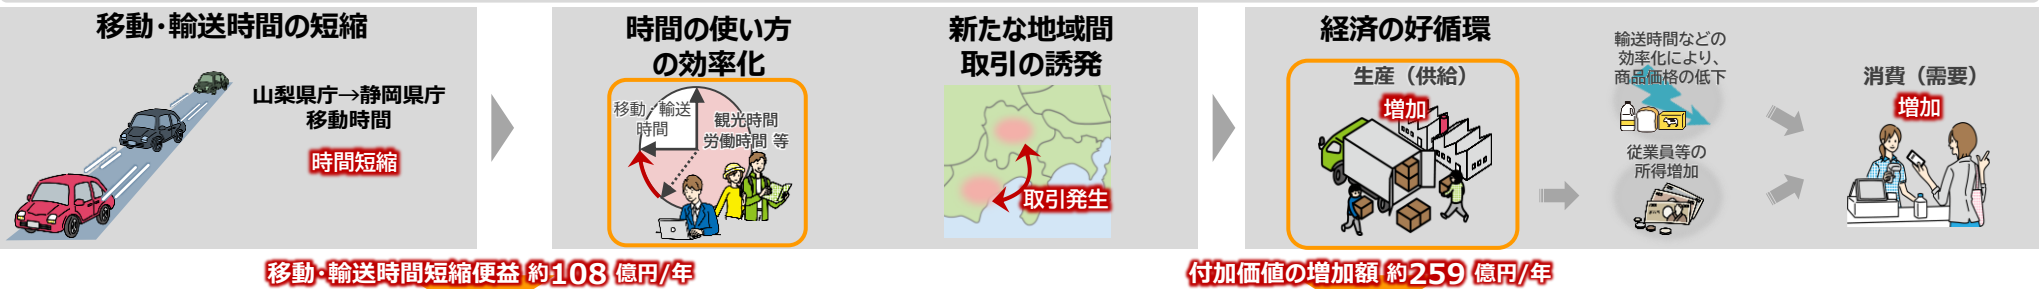 移動・輸送時間の短縮
山梨県庁→静岡県庁
移動時間
時間短縮
時間の使い方
の効率化
移動・輸送
時間
観光時間
労働時間 等
新たな地域間
取引の誘発
取引発生
経済の好循環
生産（供給）
増加
輸送時間などの
効率化により、
商品価格の低下
従業員等の
所得増加
消費（需要）
増加
移動・輸送時間短縮便益 約108 億円/年
付加価値の増加額 約259 億円/年